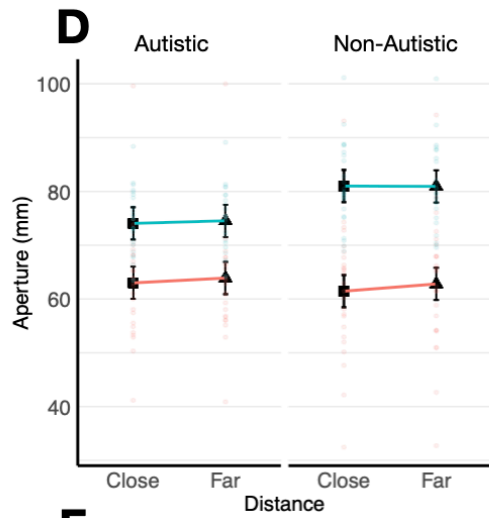 D
Autistic
Non-Autistic
Aperture (mm)
100
80
60
40
Close
Far
Close
Far
Distance